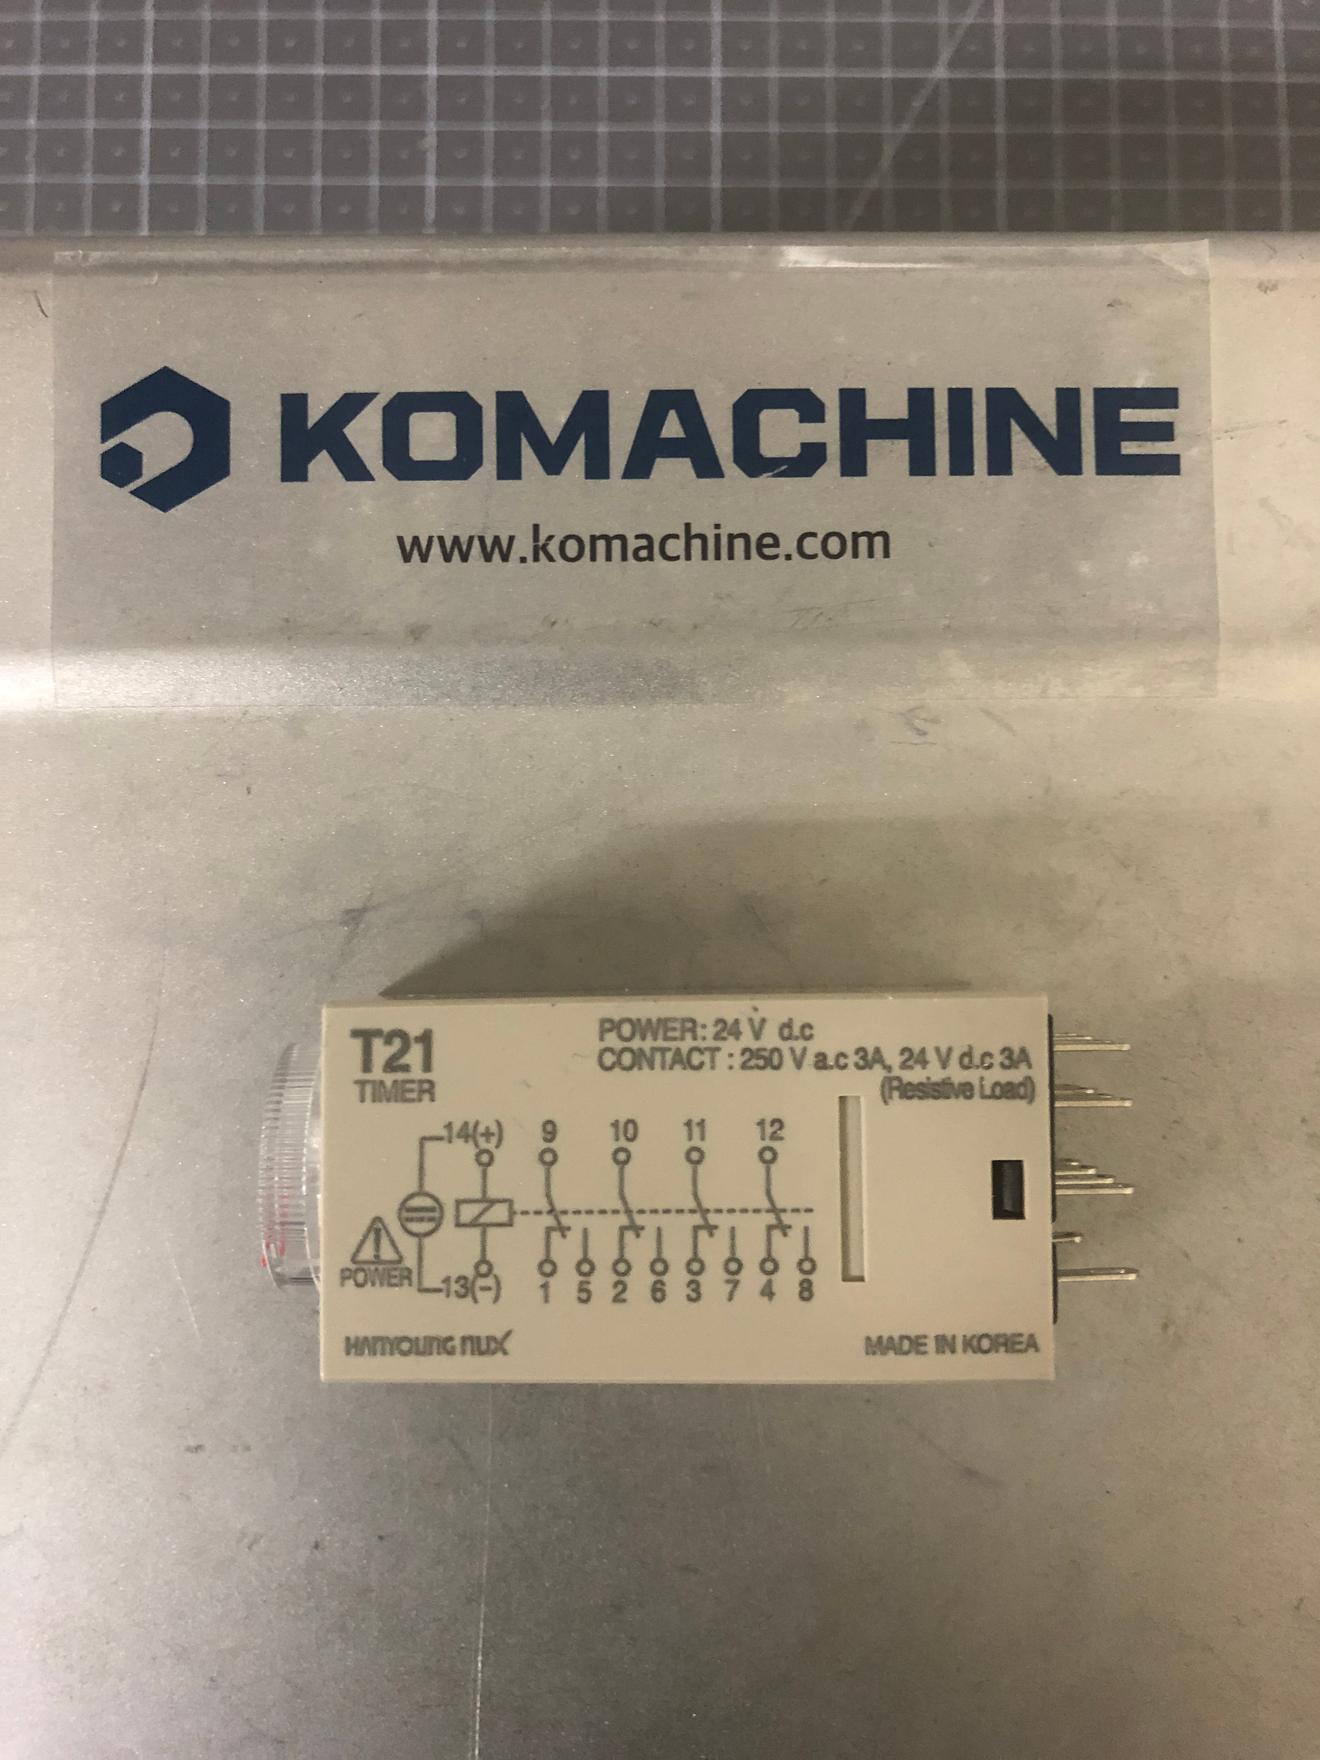 KOMACHINE
www.komachine.com
T21
TIMER
POWER: 24 V d.c
CONTACT : 250 V a.c 3A, 24 V d.c 3A
(Resistive Load)
14(+) 9 10 11 12
POWER
13(-) 1 5 2 6 3 7 4 8
HANYOUNG NUX
MADE IN KOREA